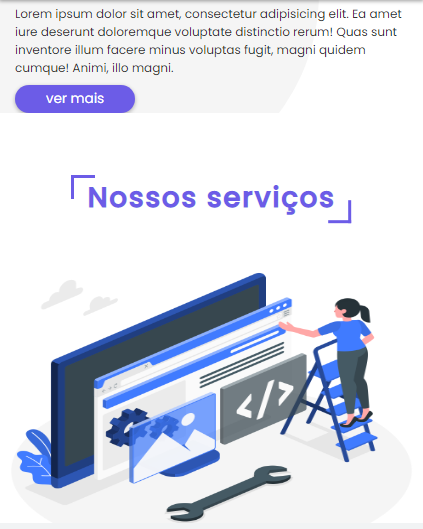 Lorem ipsum dolor sit amet, consectetur adipisicing elit. Ea amet
iure deserunt doloremque voluptate distinctio rerum! Quas sunt
inventore illum facere minus voluptas fugit, magni quidem
cumque! Animi, illo magni.
ver mais
Nossos serviços
</>